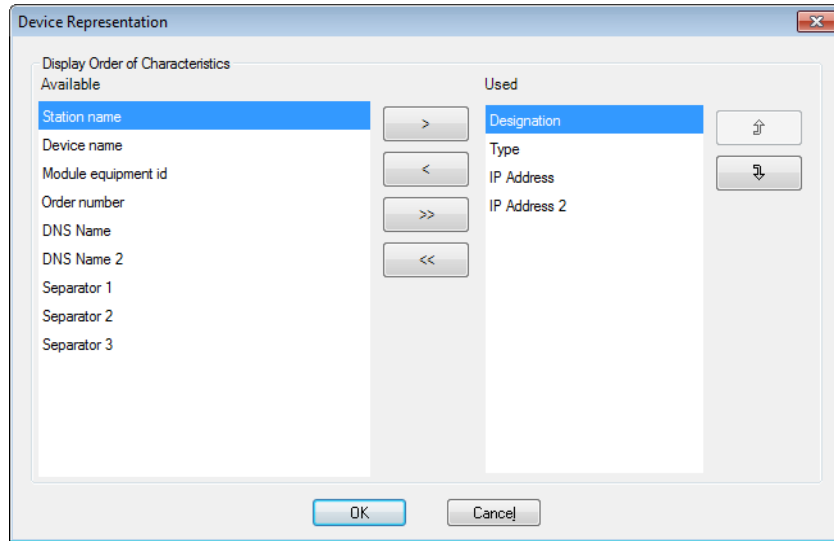 Device Representation
Display Order of Characteristics
Available
Used
Station name
Device name
Module equipment id
Order number
DNS Name
DNS Name 2
Separator 1
Separator 2
Separator 3
>
<
>>
<<
Designation
Type
IP Address
IP Address 2
OK
Cancel